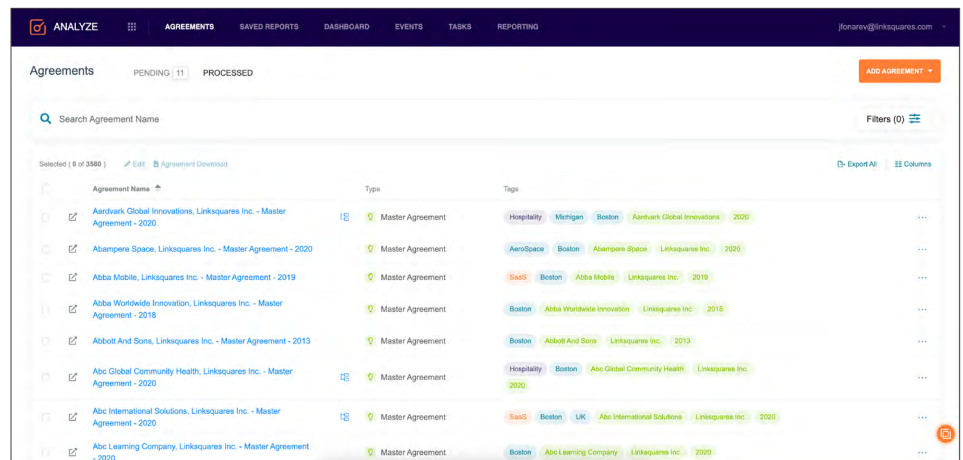 ANALYZE AGREEMENTS SAVED REPORTS DASHBOARD EVENTS TASKS REPORTING jfonarev@linksquares.com
Agreements PENDING 11 PROCESSED ADD AGREEMENT
Search Agreement Name Filters (0)
Selected ( 0 of 3580 ) Edit Agreement Download Export All Columns
Agreement Name Type Tags
Aardvark Global Innovations, Linksquares Inc. - Master
Agreement - 2020
Master Agreement
Hospitality Michigan Boston Aardvark Global Innovations 2020
Abampere Space, Linksquares Inc. - Master Agreement - 2020 Master Agreement AeroSpace Boston Abampere Space Linksquares Inc. 2020
Abba Mobile, Linksquares Inc. - Master Agreement - 2019 Master Agreement SaaS Boston Abba Mobile Linksquares Inc. 2019
Abba Worldwide Innovation, Linksquares Inc. - Master
Agreement - 2018
Master Agreement
Boston Abba Worldwide Innovation Linksquares Inc 2018
Abbott And Sons, Linksquares Inc. - Master Agreement - 2013 Master Agreement Boston Abbott And Sons Linksquares Inc. 2013
Abc Global Community Health, Linksquares Inc. - Master
Agreement - 2020
Master Agreement
Hospitality Boston Abc Global Community Health Linksquares Inc.
2020
Abc International Solutions, Linksquares Inc. - Master
Agreement - 2020
Master Agreement
SaaS Boston UK Abc International Solutions Linksquares Inc. 2020
Abc Learning Company, Linksquares Inc. - Master Agreement
- 2020
Master Agreement
Boston Abc Learning Company Linksquares Inc. 2020